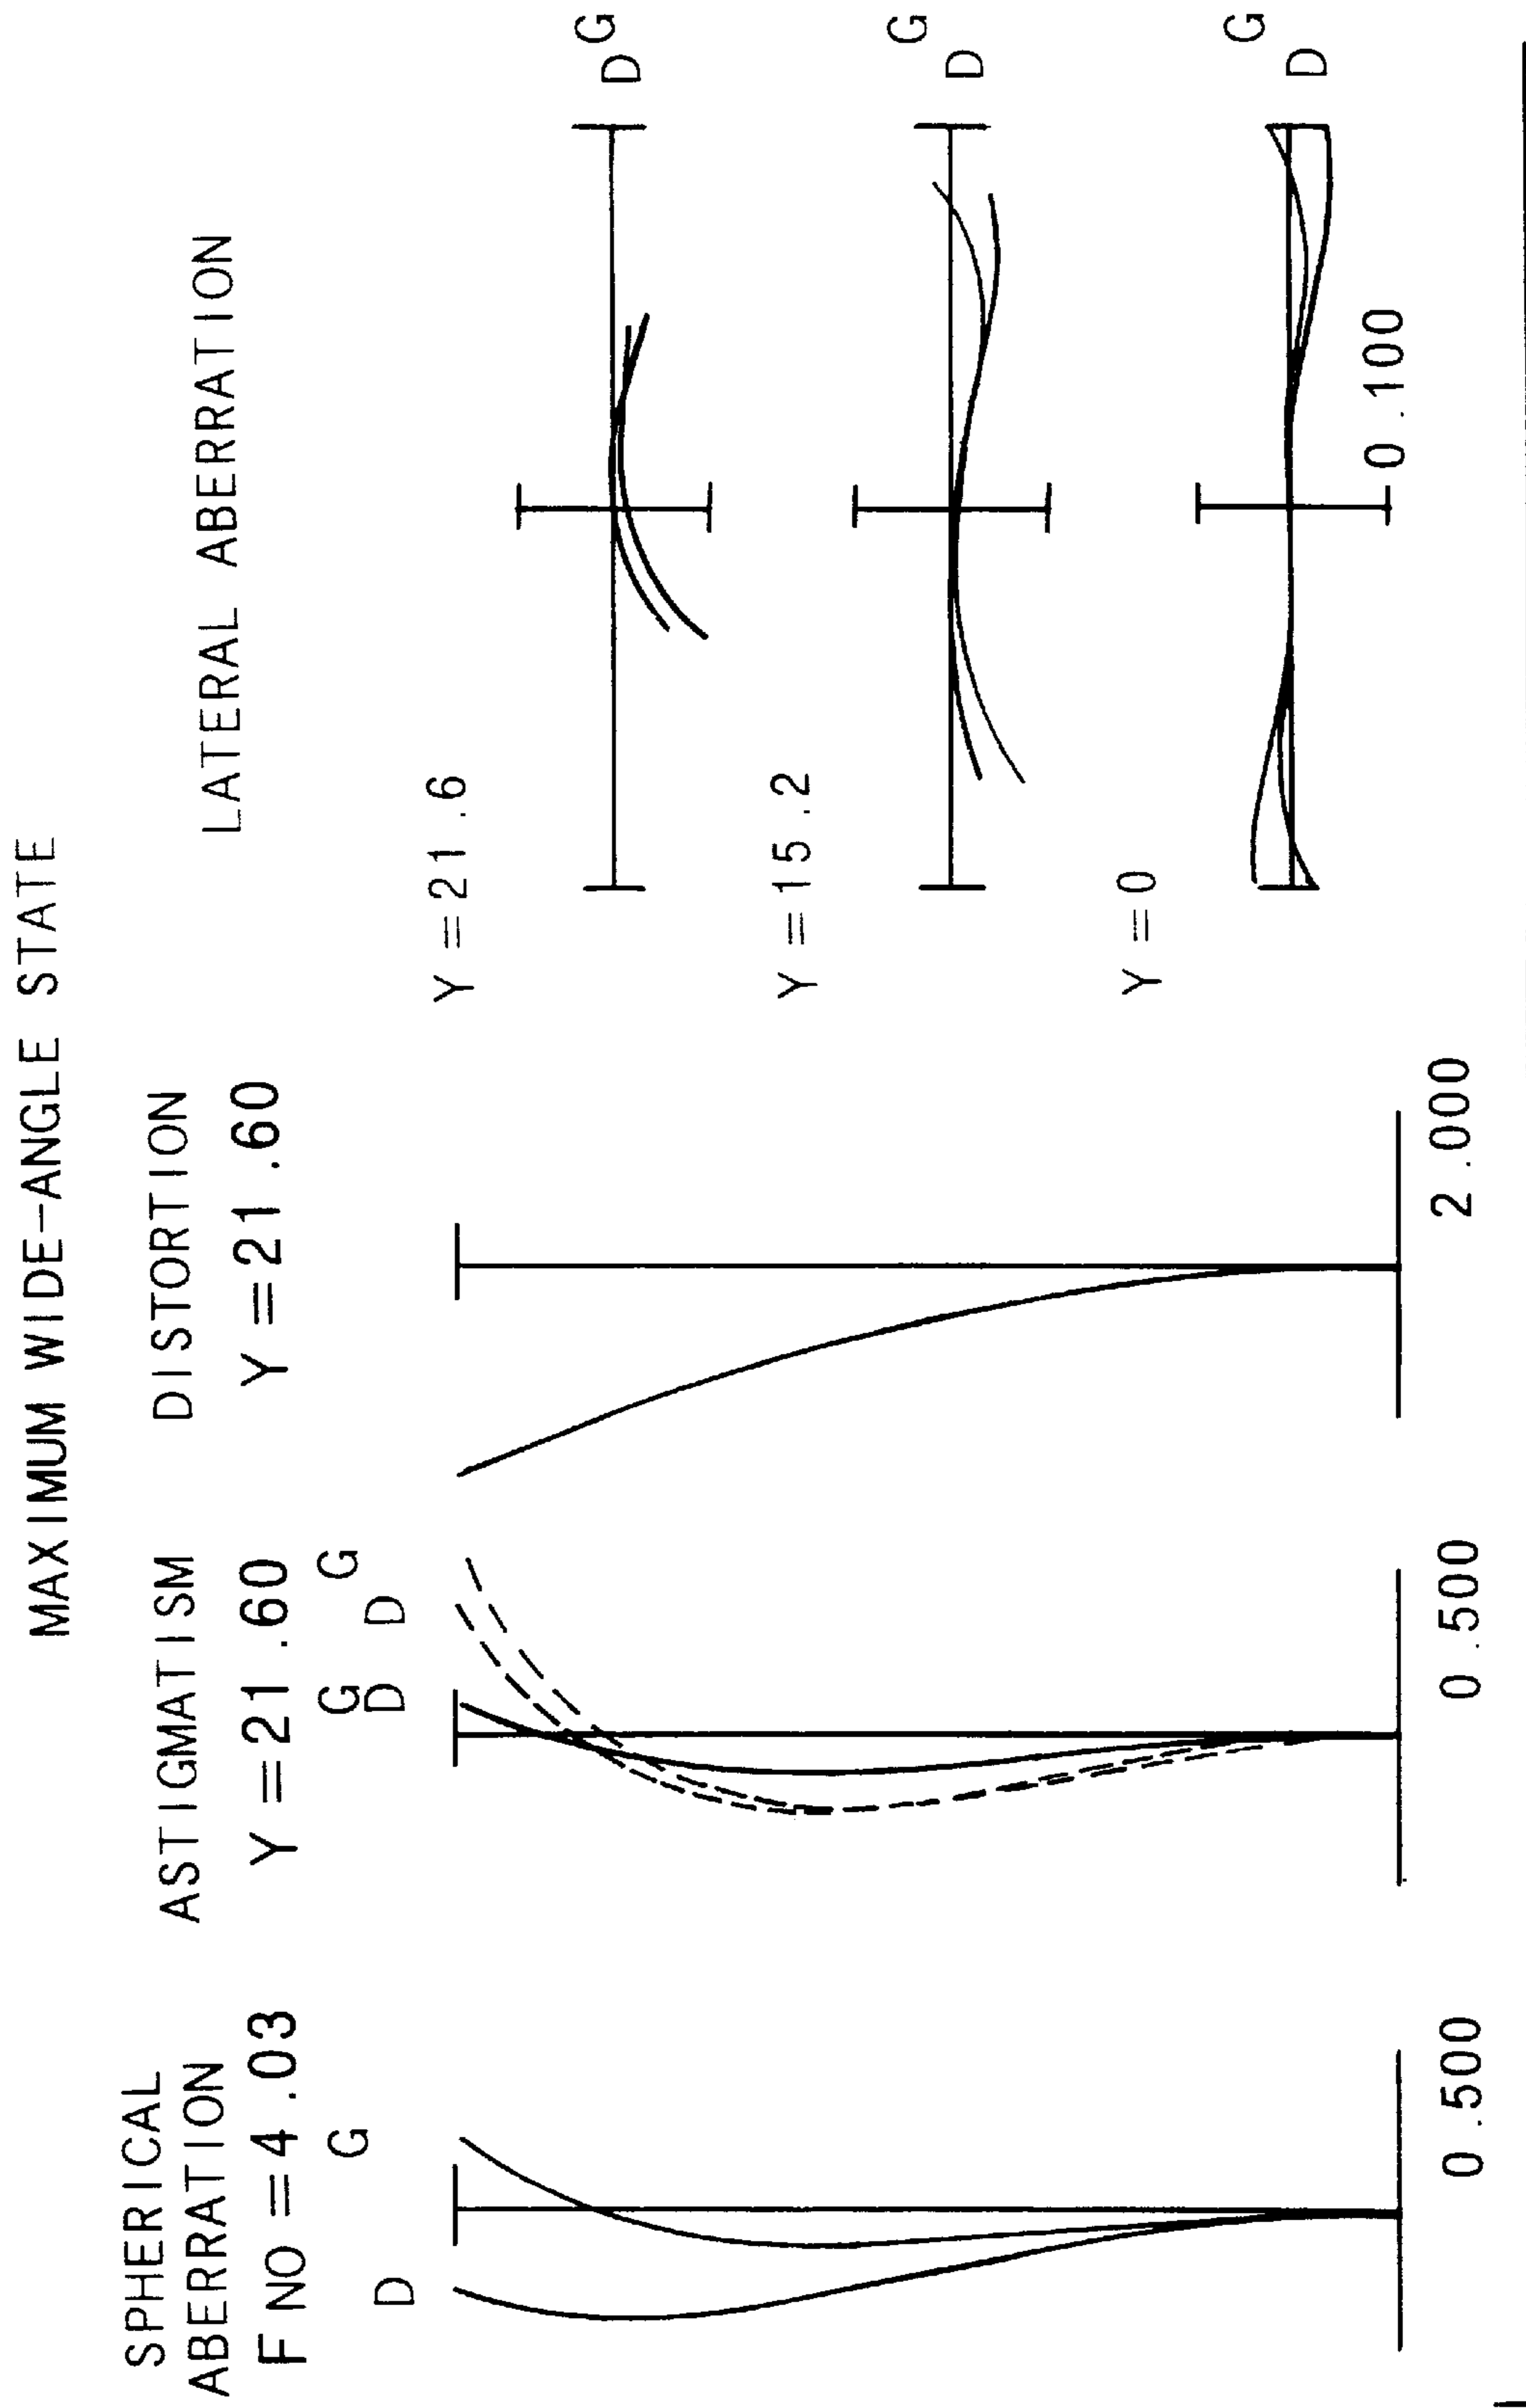 MAXIMUM WIDE-ANGLE STATE
SPHERICAL
ABERRATION
F NO = 4.03
G
D
0.500
ASTIGMATISM
Y = 21.60
G
G
D
D
0.500
DISTORTION
Y = 21.60
2.000
LATERAL ABERRATION
Y = 21.6
G
D
Y = 15.2
G
D
Y = 0
G
D
0.100